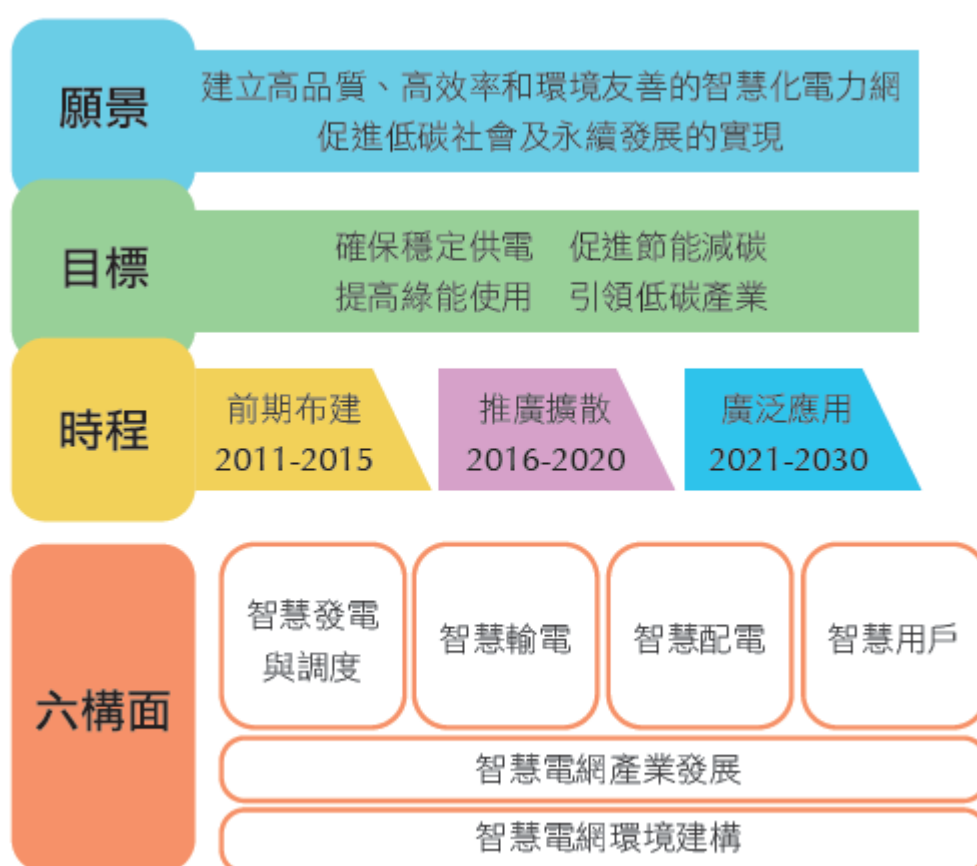 願景
建立高品質、高效率和環境友善的智慧化電力網
促進低碳社會及永續發展的實現
目標
確保穩定供電 促進節能減碳
提高綠能使用 引領低碳產業
時程
前期布建
2011-2015
推廣擴散
2016-2020
廣泛應用
2021-2030
六構面
智慧發電
與調度
智慧輸電
智慧配電
智慧用戶
智慧電網產業發展
智慧電網環境建構